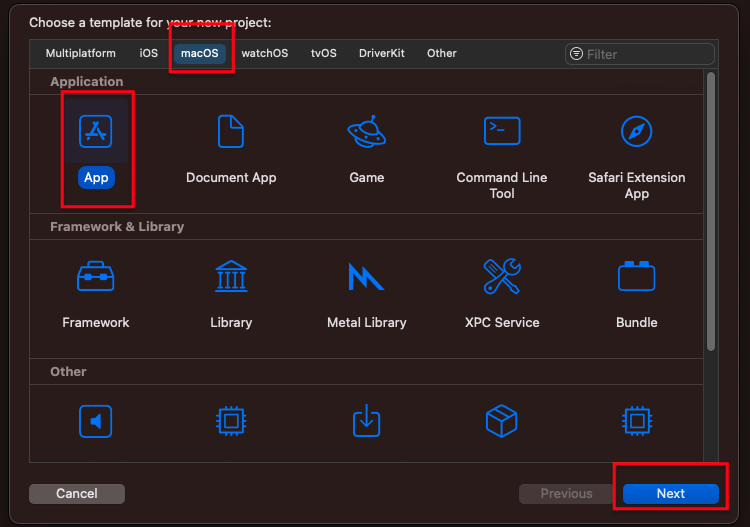 Choose a template for your new project:
Multiplatform iOS macOS watchOS tvOS DriverKit Other Filter
Application
App Document App Game Command Line Tool Safari Extension App
Framework & Library
Framework Library Metal Library XPC Service Bundle
Other
Cancel Previous Next